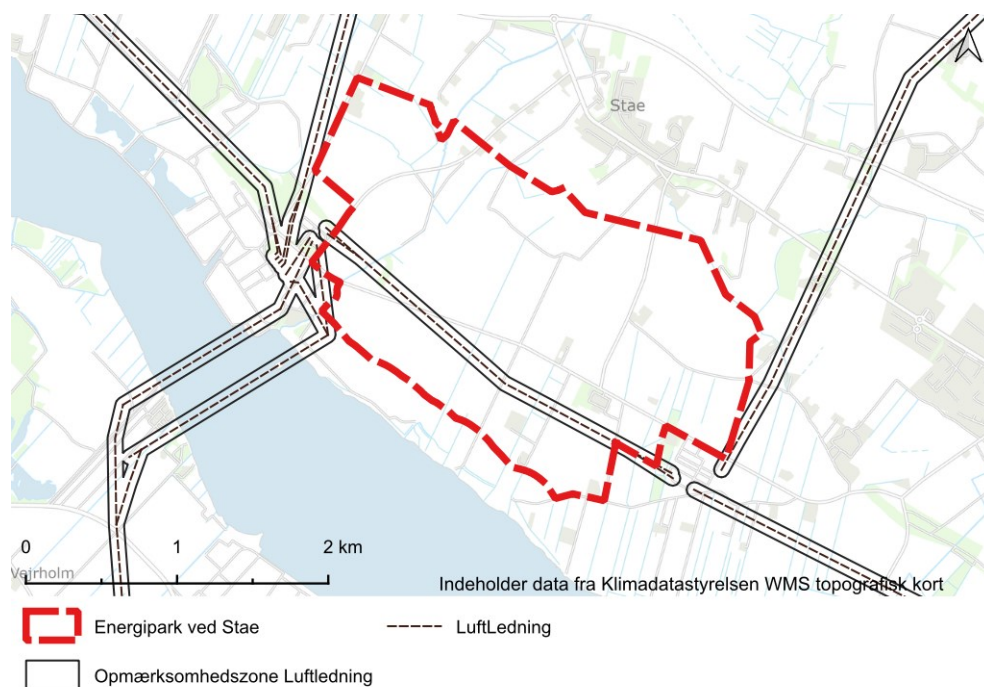 Stae
0 1 2 km
Vejrholm
Indeholder data fra Klimadatastyrelsen WMS topografisk kort
Energipark ved Stae
LuftLedning
Opmærksomhedszone Luftledning